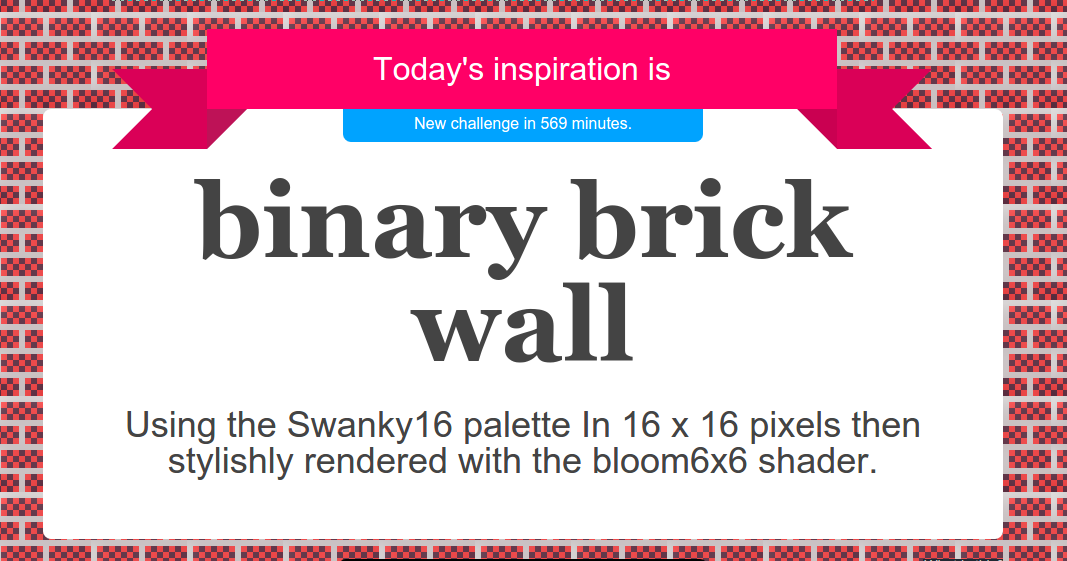 Today's inspiration is
New challenge in 569 minutes.
binary brick
wall
Using the Swanky16 palette In 16 x 16 pixels then
stylishly rendered with the bloom6x6 shader.